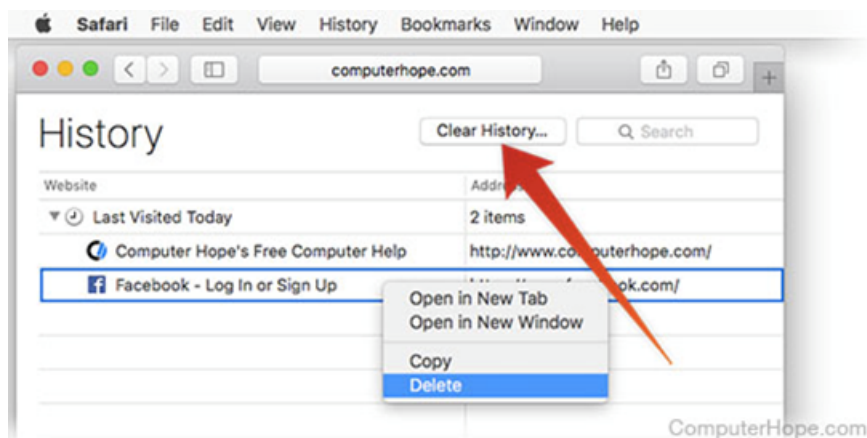 Safari File Edit View History Bookmarks Window Help
computerhope.com
History Clear History... Search
Website Addr
Last Visited Today 2 items
Computer Hope's Free Computer Help http://www.computerhope.com/
Facebook - Log In or Sign Up ok.com/
Open in New Tab
Open in New Window
Copy
Delete
ComputerHope.com